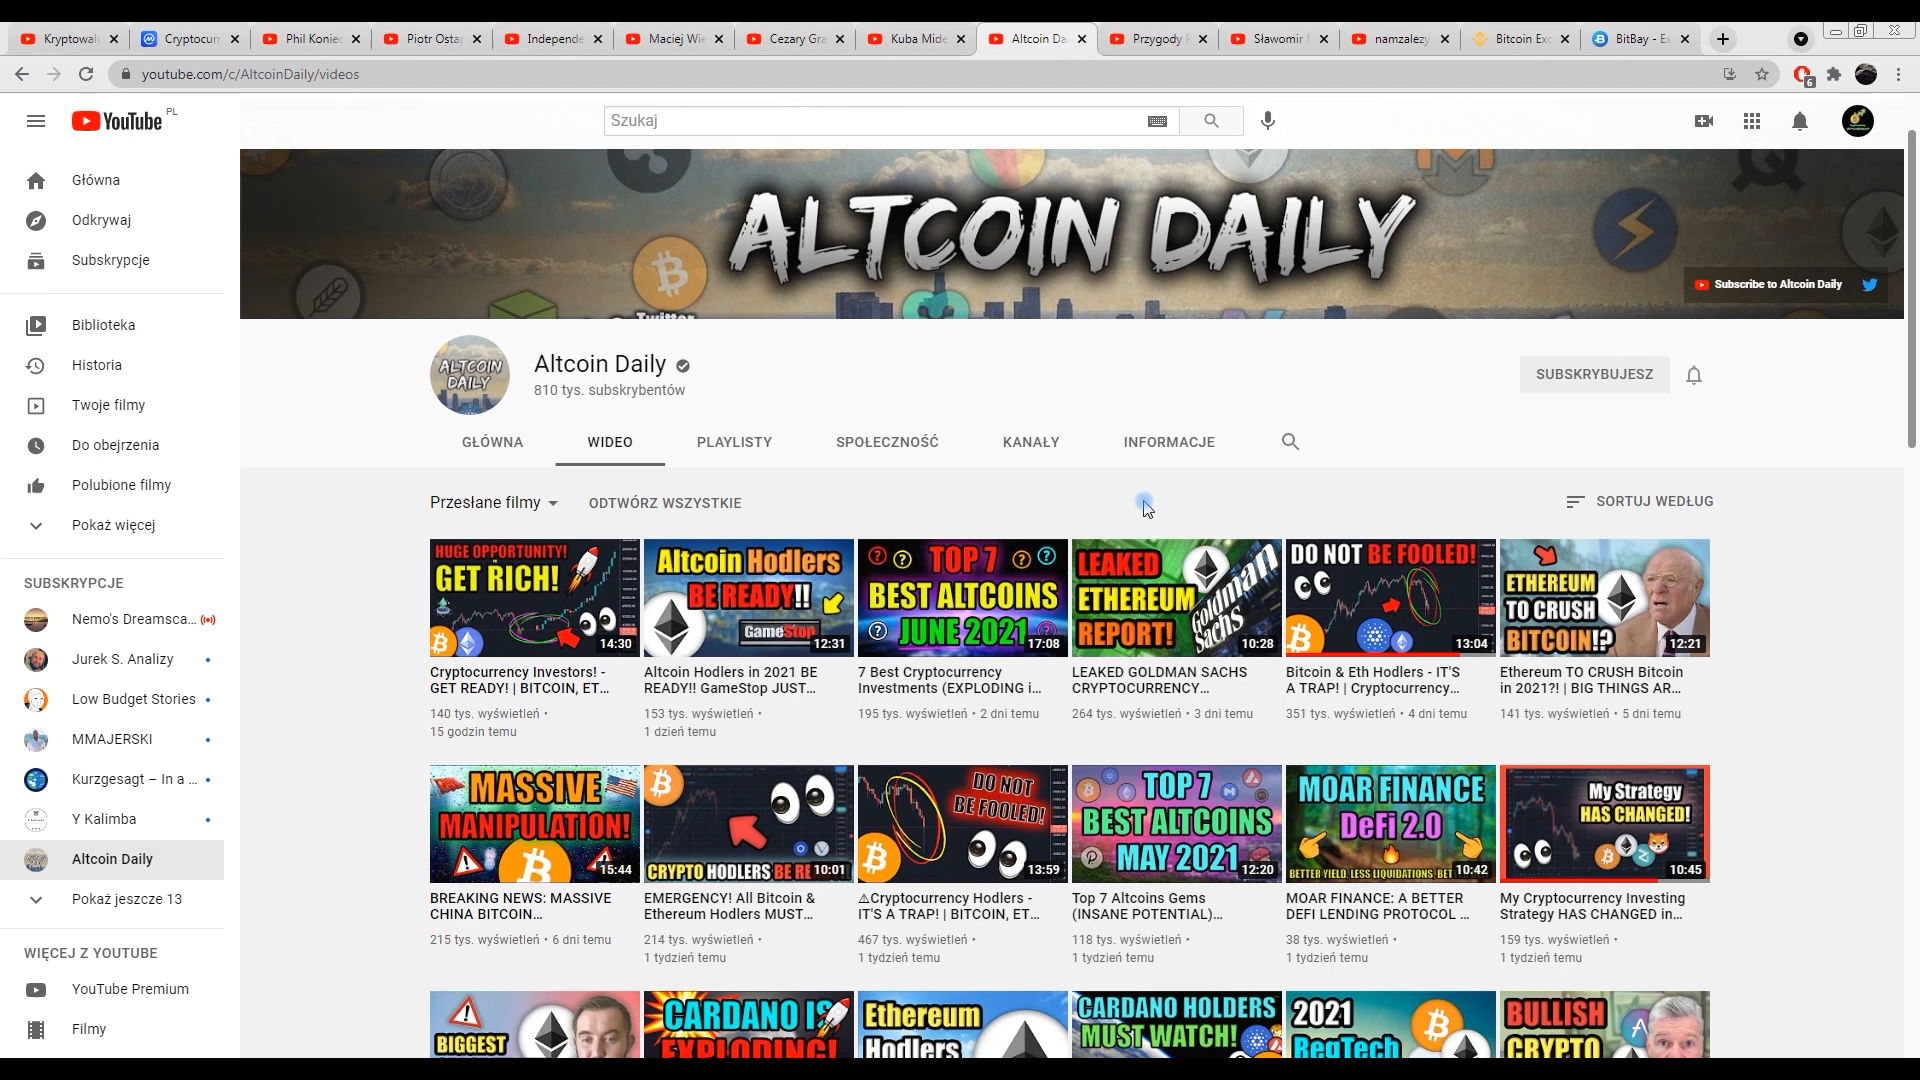 Kryptowalu
Cryptocurr
Phil Koniec
Piotr Ostap
Independe
Maciej Wie
Cezary Gra
Kuba Mide
Altcoin Da
Przygody
Sławomir
namzalezy
Bitcoin Exc
BitBay - Ex
youtube.com/c/AltcoinDaily/videos
6
YouTube PL
Szukaj
Główna
Odkrywaj
Subskrypcje
Biblioteka
Historia
Twoje filmy
Do obejrzenia
Polubione filmy
Pokaż więcej
SUBSKRYPCJE
Nemo's Dreamsca...
Jurek S. Analizy
Low Budget Stories
MMAJERSKI
Kurzgesagt – In a ...
Y Kalimba
Altcoin Daily
Pokaż jeszcze 13
WIĘCEJ Z YOUTUBE
YouTube Premium
Filmy
ALTCOIN DAILY
Twitter
Subscribe to Altcoin Daily
ALTCOIN
DAILY
Altcoin Daily
810 tys. subskrybentów
SUBSKRYBUJESZ
GŁÓWNA
WIDEO
PLAYLISTY
SPOŁECZNOŚĆ
KANAŁY
INFORMACJE
Przesłane filmy
ODTWÓRZ WSZYSTKIE
SORTUJ WEDŁUG
HUGE OPPORTUNITY!
GET RICH!
14:30
Cryptocurrency Investors! -
GET READY! | BITCOIN, ET...
140 tys. wyświetleń •
15 godzin temu
Altcoin Hodlers
BE READY!!
GameStop
12:31
Altcoin Hodlers in 2021 BE
READY!! GameStop JUST...
153 tys. wyświetleń •
1 dzień temu
TOP 7
BEST ALTCOINS
JUNE 2021
17:08
7 Best Cryptocurrency
Investments (EXPLODING i...
195 tys. wyświetleń • 2 dni temu
LEAKED
ETHEREUM
REPORT!
Goldman
Sachs
10:28
LEAKED GOLDMAN SACHS
CRYPTOCURRENCY...
264 tys. wyświetleń • 3 dni temu
DO NOT BE FOOLED!
13:04
Bitcoin & Eth Hodlers - IT'S
A TRAP! | Cryptocurrency...
351 tys. wyświetleń • 4 dni temu
ETHEREUM
TO CRUSH
BITCOIN!?
12:21
Ethereum TO CRUSH Bitcoin
in 2021?! | BIG THINGS AR...
141 tys. wyświetleń • 5 dni temu
MASSIVE
MANIPULATION!
15:44
BREAKING NEWS: MASSIVE
CHINA BITCOIN...
215 tys. wyświetleń • 6 dni temu
CRYPTO HODLERS BE RE
10:01
EMERGENCY! All Bitcoin &
Ethereum Hodlers MUST...
214 tys. wyświetleń •
1 tydzień temu
DO NOT
BE FOOLED!
13:59
⚠Cryptocurrency Hodlers -
IT'S A TRAP! | BITCOIN, ET...
467 tys. wyświetleń •
1 tydzień temu
TOP 7
BEST ALTCOINS
MAY 2021
12:20
Top 7 Altcoins Gems
(INSANE POTENTIAL)...
118 tys. wyświetleń •
1 tydzień temu
MOAR FINANCE
DeFi 2.0
BETTER YIELD, LESS LIQUIDATIONS, BET
10:42
MOAR FINANCE: A BETTER
DEFI LENDING PROTOCOL ...
38 tys. wyświetleń •
1 tydzień temu
My Strategy
HAS CHANGED!
10:45
My Cryptocurrency Investing
Strategy HAS CHANGED in...
159 tys. wyświetleń •
1 tydzień temu
BIGGEST
CARDANO IS
EXPLODING!
Ethereum
Hodlers
CARDANO HOLDERS
MUST WATCH!
2021
RegTech
BULLISH
CRYPTO